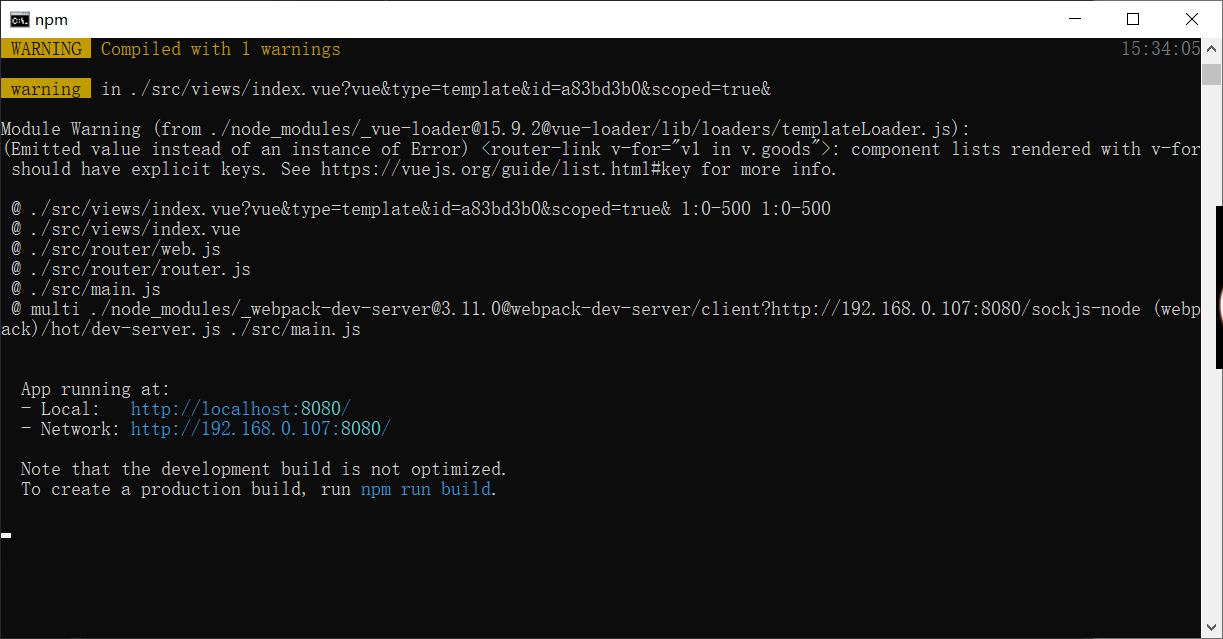 npm
WARNING Compiled with 1 warnings 15:34:05
warning in ./src/views/index.vue?vue&type=template&id=a83bd3b0&scoped=true&
Module Warning (from ./node_modules/_vue-loader@15.9.2@vue-loader/lib/loaders/templateLoader.js):
(Emitted value instead of an instance of Error) <router-link v-for="v1 in v.goods">: component lists rendered with v-for
should have explicit keys. See https://vuejs.org/guide/list.html#key for more info.
@ ./src/views/index.vue?vue&type=template&id=a83bd3b0&scoped=true& 1:0-500 1:0-500
@ ./src/views/index.vue
@ ./src/router/web.js
@ ./src/router/router.js
@ ./src/main.js
@ multi ./node_modules/_webpack-dev-server@3.11.0@webpack-dev-server/client?http://192.168.0.107:8080/sockjs-node (webp
ack)/hot/dev-server.js ./src/main.js
App running at:
- Local: http://localhost:8080/
- Network: http://192.168.0.107:8080/
Note that the development build is not optimized.
To create a production build, run npm run build.